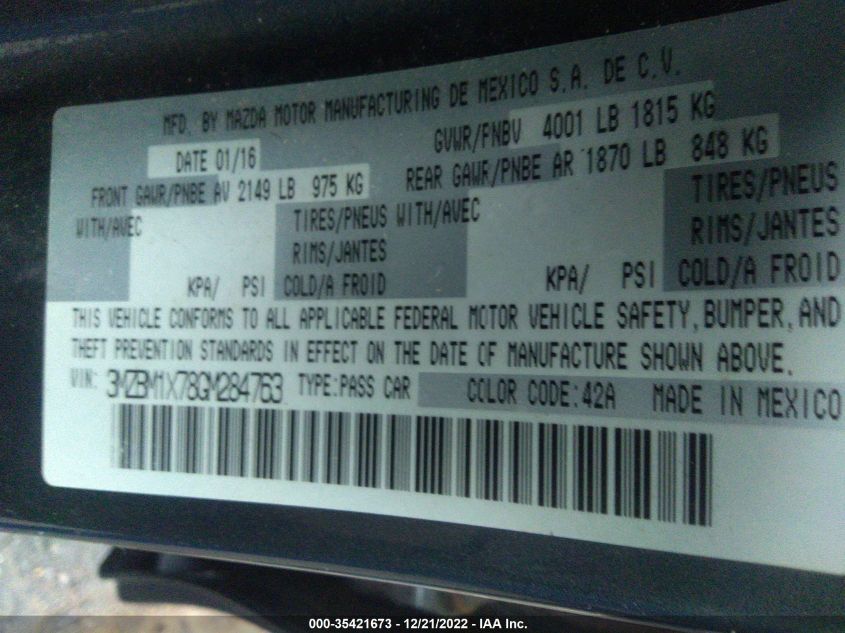 MFD. BY MAZDA MOTOR MANUFACTURING DE MEXICO S.A. DE C.V.
DATE 01/16 GVWR/PNBV 4001 LB 1815 KG
FRONT GAWR/PNBE AV 2149 LB 975 KG REAR GAWR/PNBE AR 1870 LB 848 KG
WITH/AVEC TIRES/PNEUS WITH/AVEC TIRES/PNEUS
RIMS/JANTES RIMS/JANTES
KPA/ PSI COLD/A FROID KPA/ PSI COLD/A FROID
THIS VEHICLE CONFORMS TO ALL APPLICABLE FEDERAL MOTOR VEHICLE SAFETY, BUMPER, AND
THEFT PREVENTION STANDARDS IN EFFECT ON THE DATE OF MANUFACTURE SHOWN ABOVE.
VIN: 3MZBM1X78GM284763 TYPE:PASS CAR COLOR CODE:42A MADE IN MEXICO
000-35421673 - 12/21/2022 - IAA Inc.